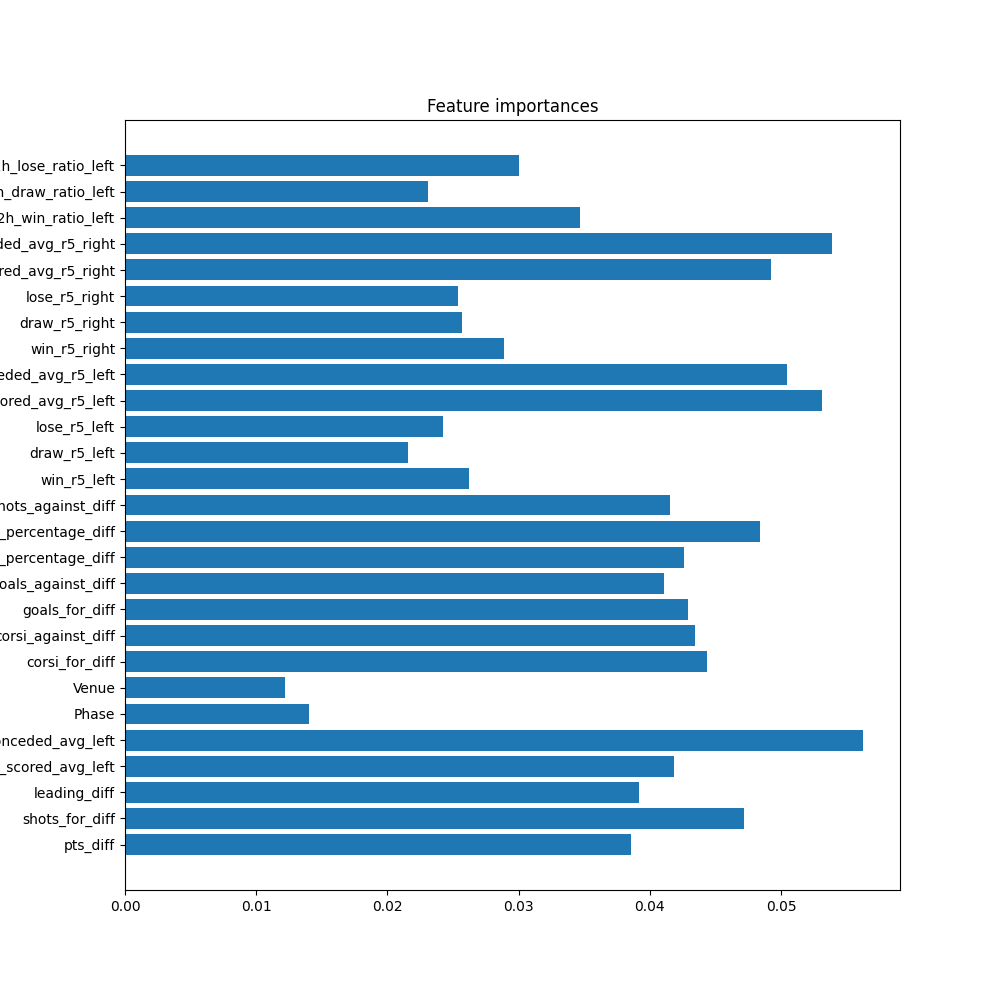 Feature importances
h_lose_ratio_left
h_draw_ratio_left
2h_win_ratio_left
ded_avg_r5_right
red_avg_r5_right
lose_r5_right
draw_r5_right
win_r5_right
eded_avg_r5_left
ored_avg_r5_left
lose_r5_left
draw_r5_left
win_r5_left
hots_against_diff
_percentage_diff
_percentage_diff
oals_against_diff
goals_for_diff
corsi_against_diff
corsi_for_diff
Venue
Phase
onceded_avg_left
_scored_avg_left
leading_diff
shots_for_diff
pts_diff
0.00 0.01 0.02 0.03 0.04 0.05